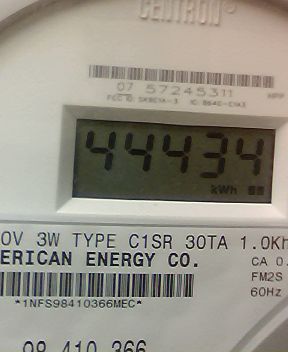 CENTRON®
07 57245311
44434
kWh
0V 3W TYPE C1SR 30TA 1.0Kh
ERICAN ENERGY CO.
CA 0.
FM2S
60Hz
*1NFS98410366MEC*
98 410 366